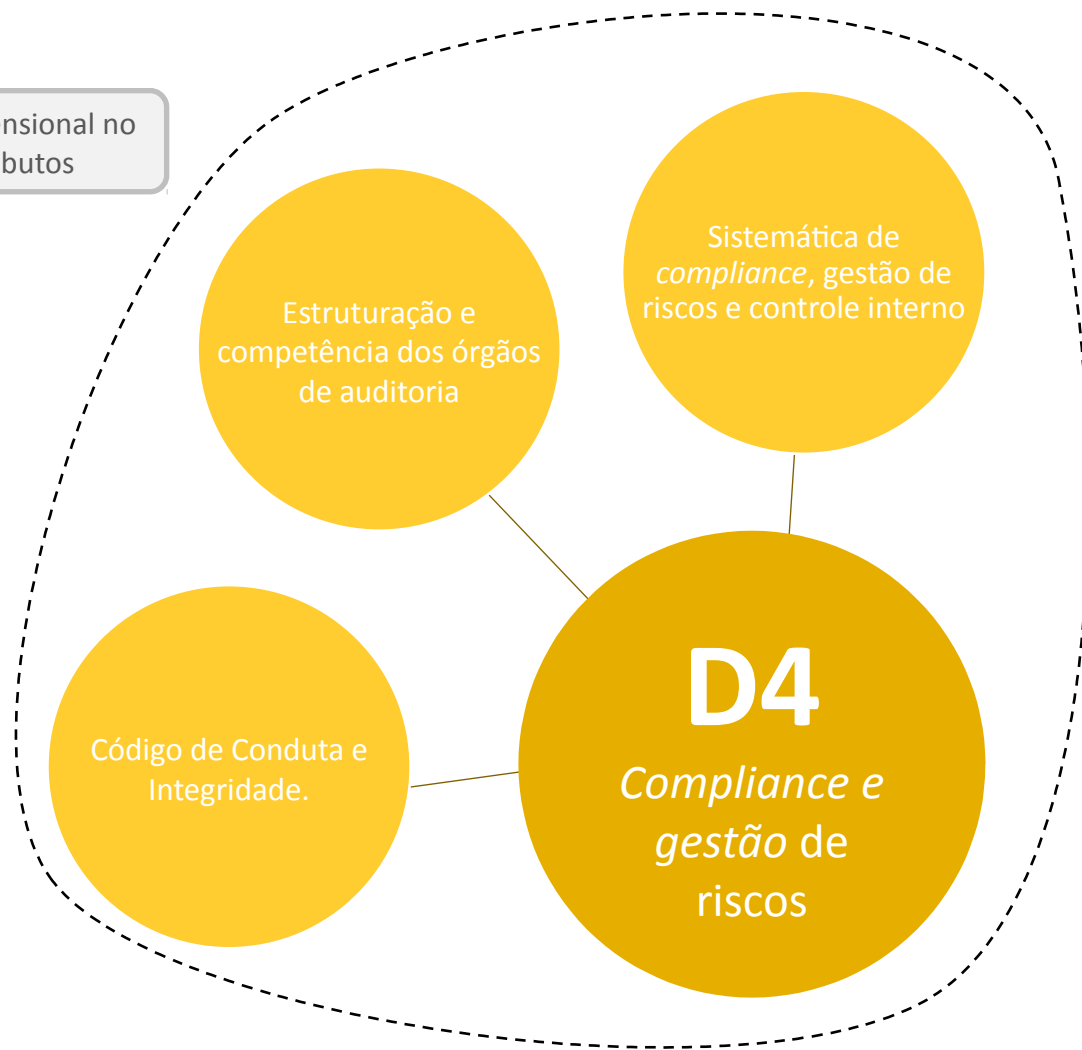 ensional no
butos
Sistemática de
compliance, gestão de
riscos e controle interno
Estruturação e
competência dos órgãos
de auditoria
Código de Conduta e
Integridade.
D4
Compliance e
gestão de
riscos